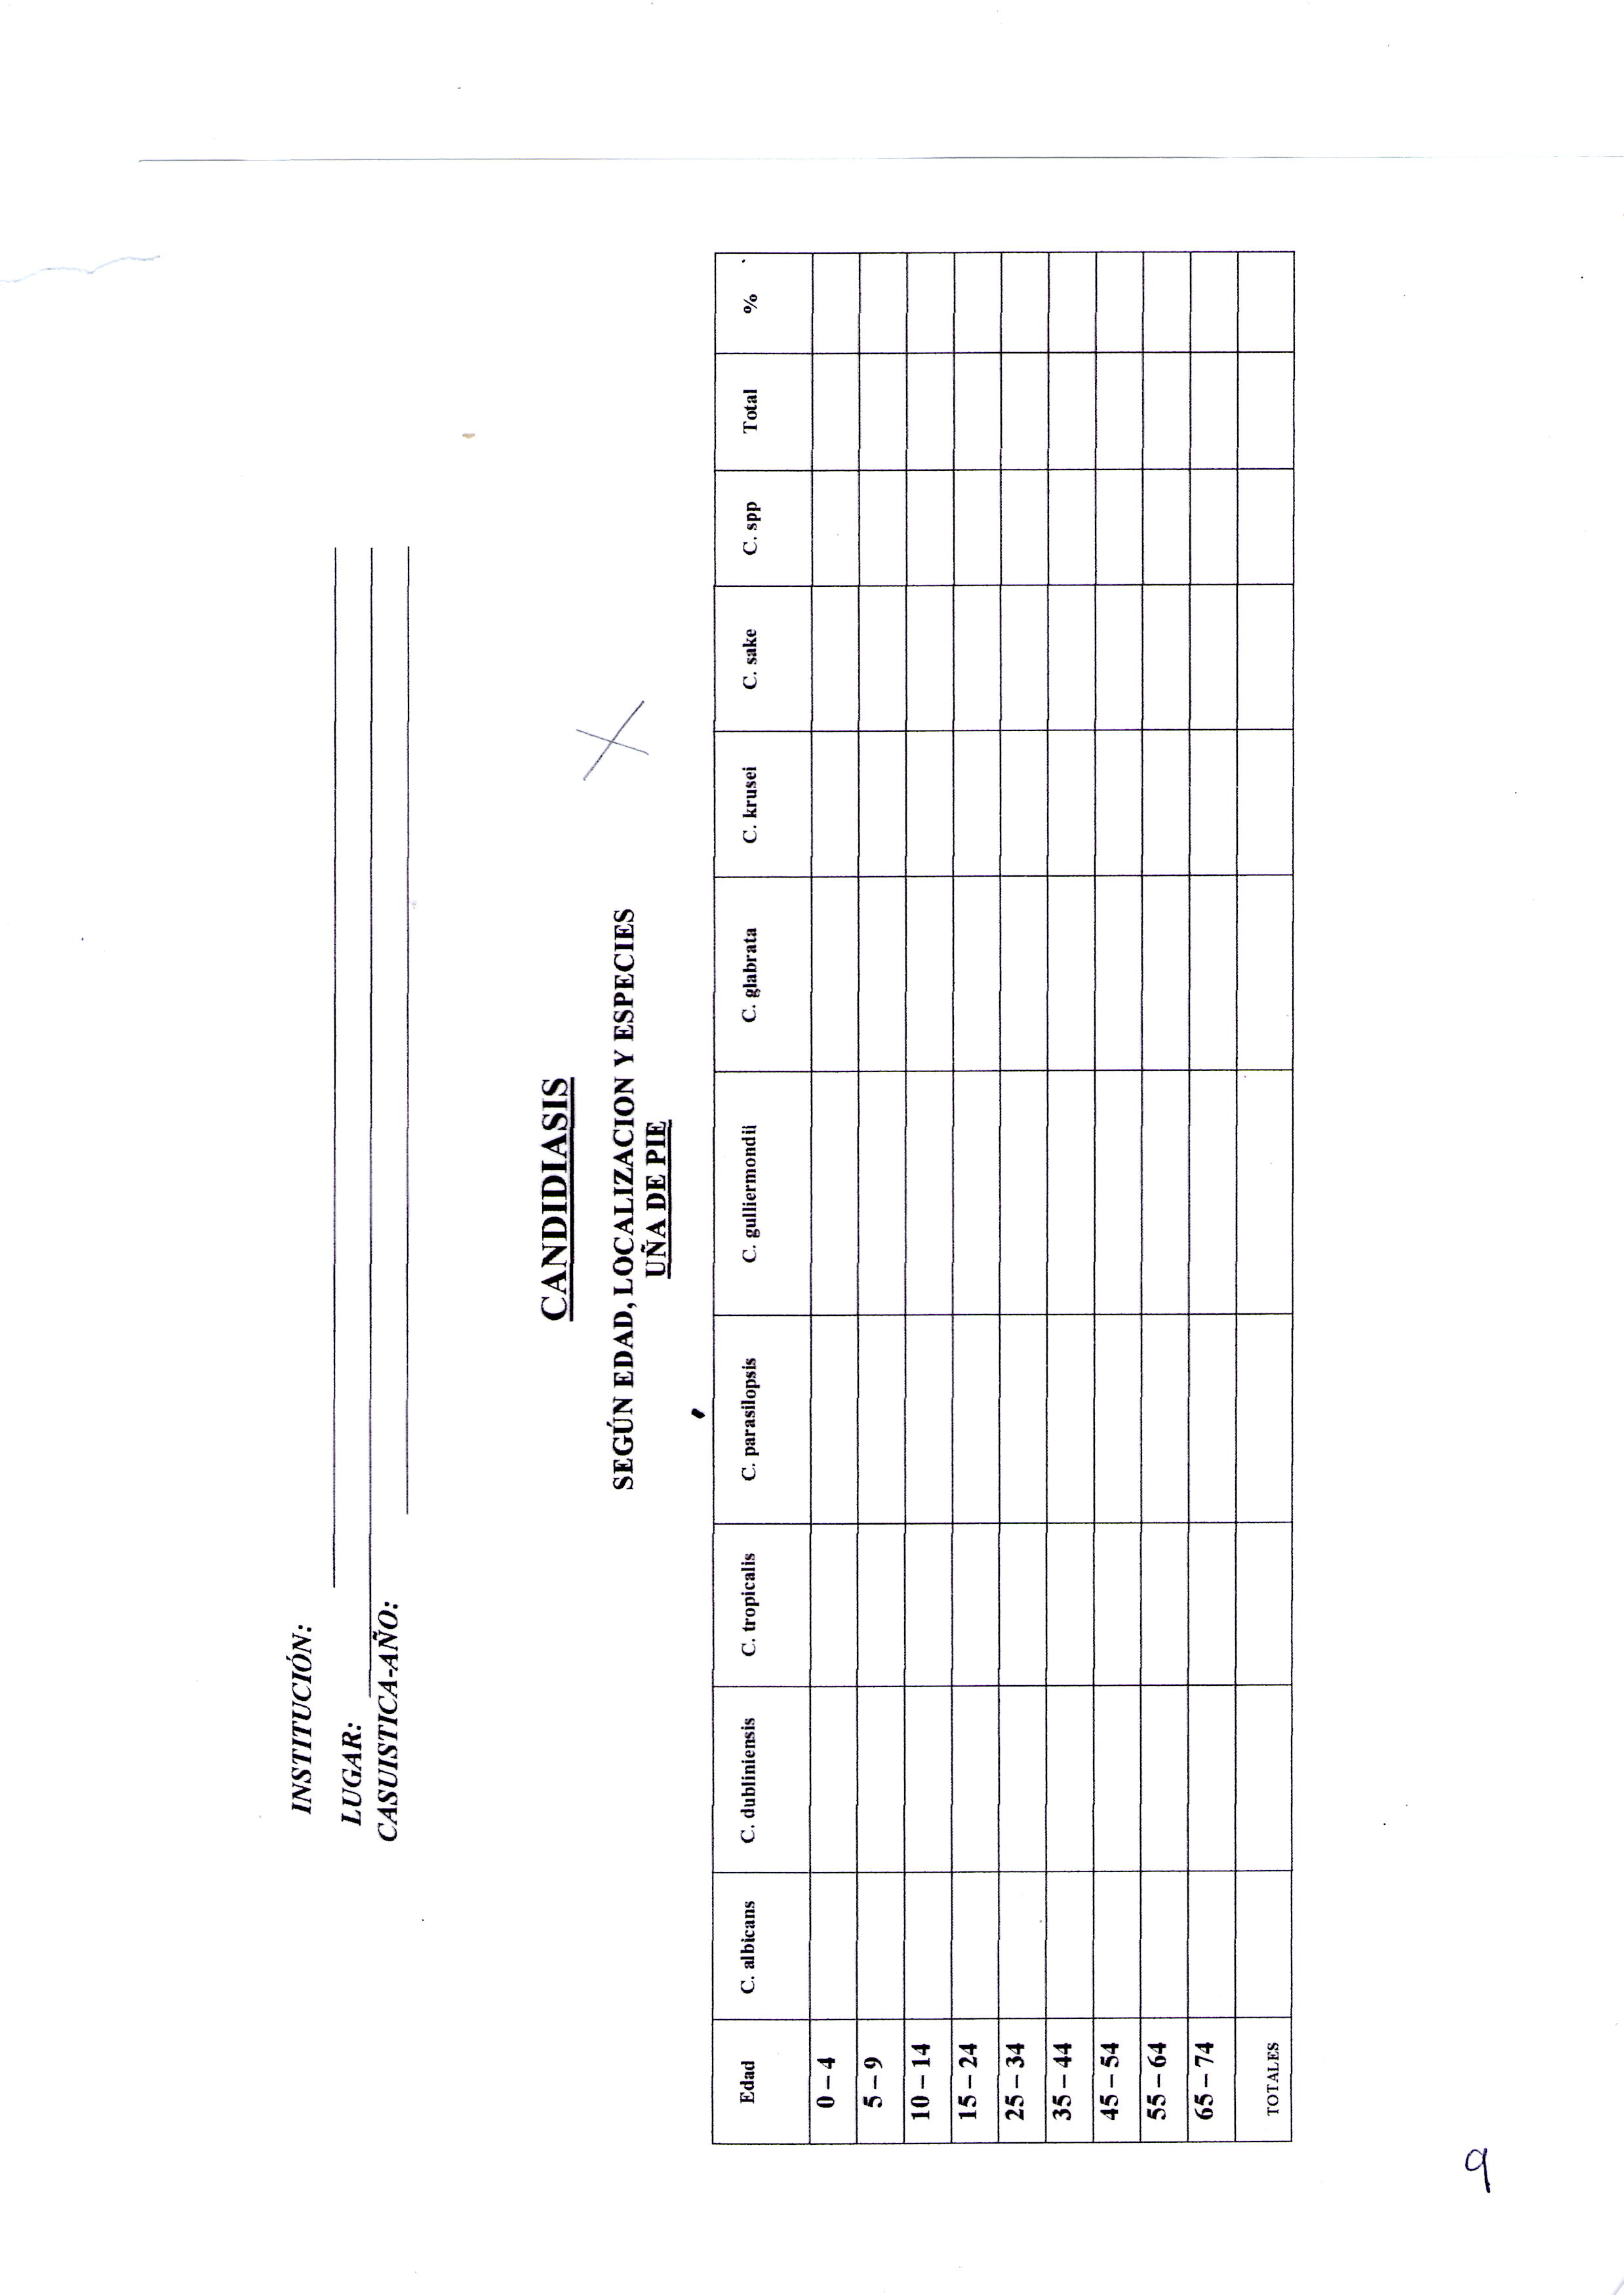 INSTITUCIÓN:
LUGAR:
CASUISTICA-AÑO:
CANDIDIASIS
SEGÚN EDAD, LOCALIZACION Y ESPECIES
UÑA DE PIE
Edad C. albicans C. dubliniensis C. tropicalis C. parasilopsis C. gulliermondii C. glabrata C. krusei C. sake C. spp Total %
0 – 4
5 – 9
10 – 14
15 – 24
25 – 34
35 – 44
45 – 54
55 – 64
65 – 74
TOTALES
9